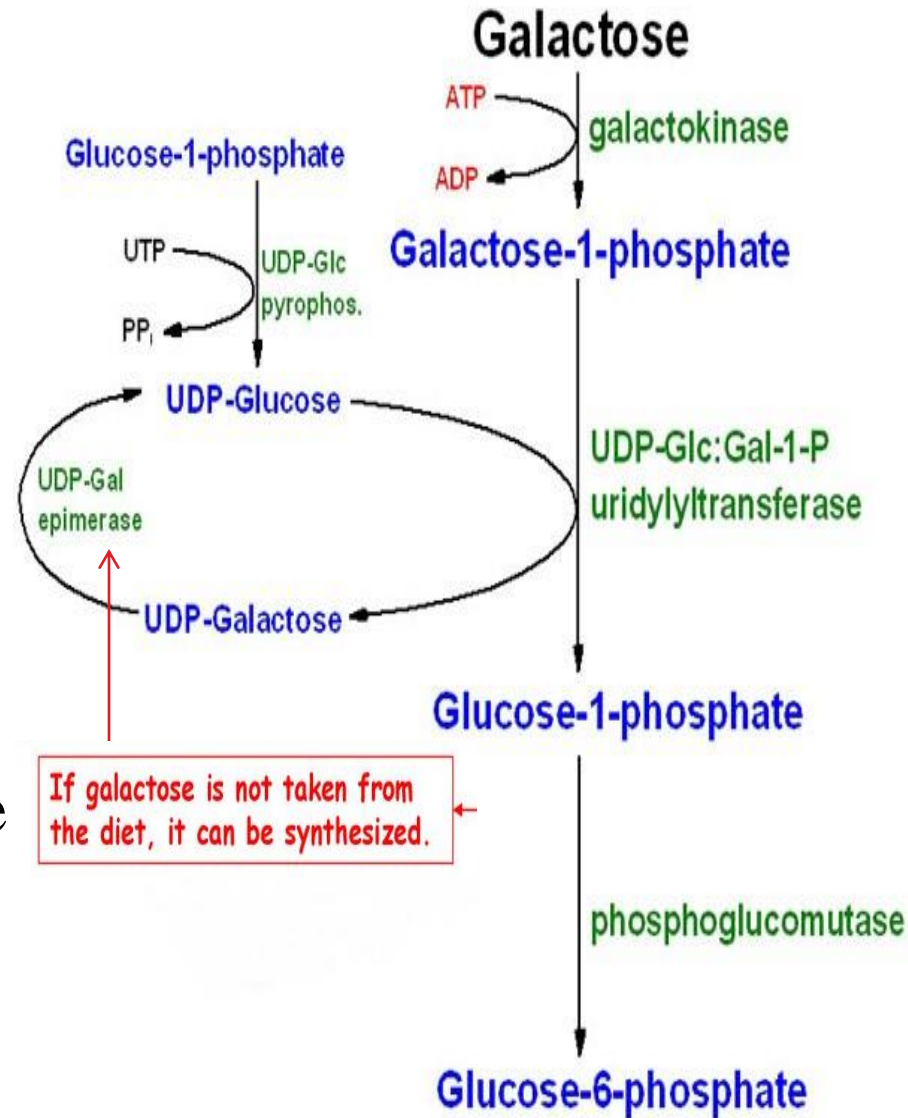 Galactose
ATP
galactokinase
ADP
Galactose-1-phosphate
Glucose-1-phosphate
UTP
UDP-Glc
pyrophos.
PPi
UDP-Glucose
UDP-Glc:Gal-1-P
uridylyltransferase
UDP-Gal
epimerase
UDP-Galactose
Glucose-1-phosphate
e
If galactose is not taken from
the diet, it can be synthesized.
phosphoglucomutase
Glucose-6-phosphate